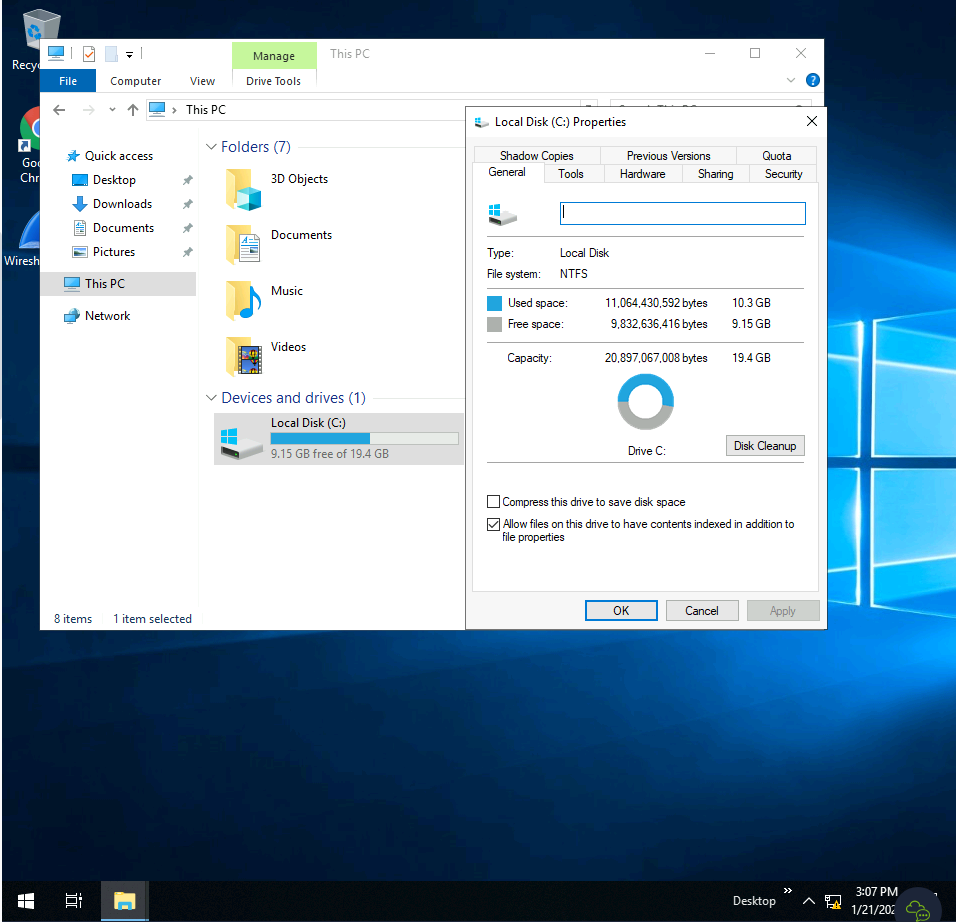 Recyc
Manage
This PC
File
Computer
View
Drive Tools
This PC
Goo
Chr
Wiresh
Quick access
Desktop
Downloads
Documents
Pictures
This PC
Network
Folders (7)
3D Objects
Documents
Music
Videos
Devices and drives (1)
Local Disk (C:)
9.15 GB free of 19.4 GB
8 items
1 item selected
Local Disk (C:) Properties
Shadow Copies
Previous Versions
Quota
General
Tools
Hardware
Sharing
Security
Type: Local Disk
File system: NTFS
Used space: 11,064,430,592 bytes 10.3 GB
Free space: 9,832,636,416 bytes 9.15 GB
Capacity: 20,897,067,008 bytes 19.4 GB
Drive C:
Disk Cleanup
Compress this drive to save disk space
Allow files on this drive to have contents indexed in addition to
file properties
OK
Cancel
Apply
Desktop
3:07 PM
1/21/202